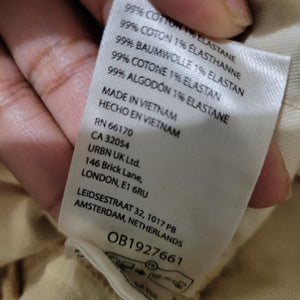 99% COTTON 1% ELASTANE
99% COTON 1% ÉLASTHANNE
99% BAUMWOLLE 1% ELASTAN
99% COTONE 1% ELASTAN
99% ALGODÓN 1% ELASTANO
MADE IN VIETNAM
HECHO EN VIETNAM
RN 66170
CA 32054
URBN UK Ltd.
146 Brick Lane,
LONDON, E1 6RU
LEIDSESTRAAT 32, 1017 PB
AMSTERDAM, NETHERLANDS
OB1927661